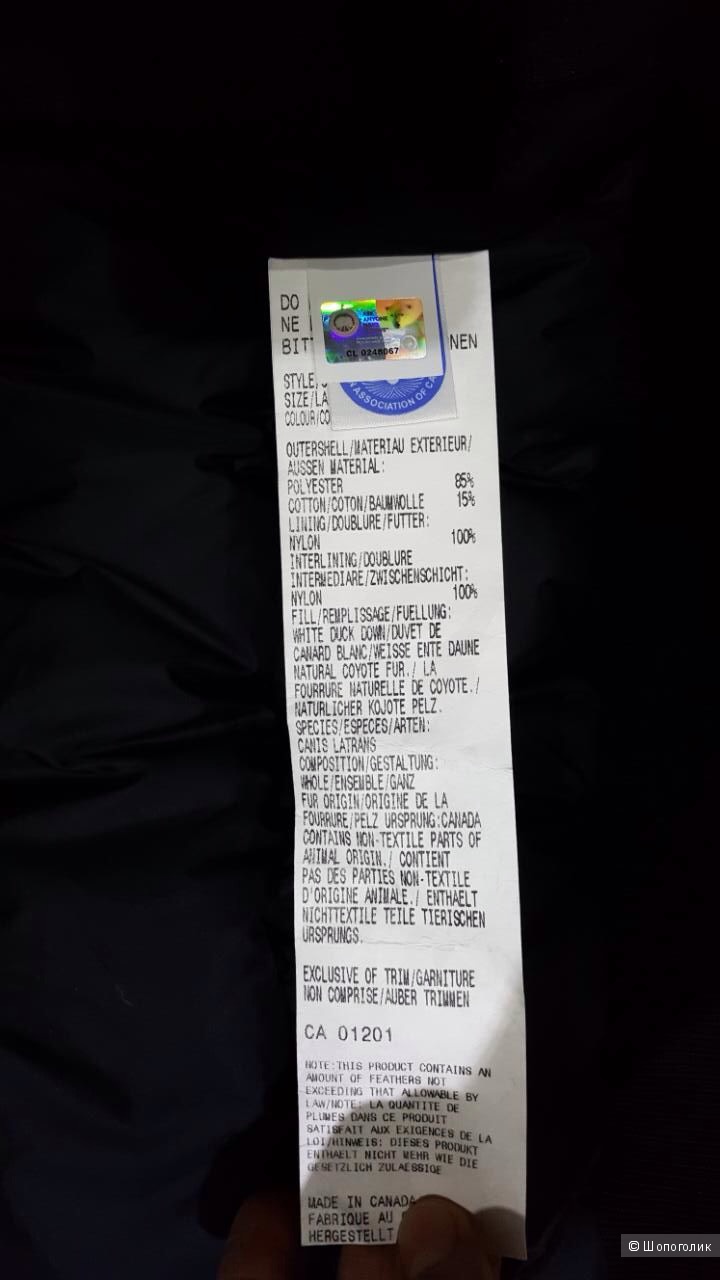 DO
NE
BITT NEN
ASK ANYONE
CL 0248067
N ASSOCIATION OF CA
STYLE/S
SIZE/LA
COLOUR/CO
OUTERSHELL/MATERIAU EXTERIEUR/
AUSSEN MATERIAL:
POLYESTER 85%
COTTON/COTON/BAUMWOLLE 15%
LINING/DOUBLURE/FUTTER:
NYLON 100%
INTERLINING/DOUBLURE
INTERMEDIARE/ZWISCHENSCHICHT:
NYLON 100%
FILL/REMPLISSAGE/FUELLUNG:
WHITE DUCK DOWN/DUVET DE
CANARD BLANC/WEISSE ENTE DAUNE
NATURAL COYOTE FUR./ LA
FOURRURE NATURELLE DE COYOTE./
NATURLICHER KOJOTE PELZ.
SPECIES/ESPECES/ARTEN:
CANIS LATRANS
COMPOSITION/GESTALTUNG:
WHOLE/ENSEMBLE/GANZ
FUR ORIGIN/ORIGINE DE LA
FOURRURE/PELZ URSPRUNG:CANADA
CONTAINS NON-TEXTILE PARTS OF
ANIMAL ORIGIN./ CONTIENT
PAS DES PARTIES NON-TEXTILE
D'ORIGINE ANIMALE./ ENTHAELT
NICHTTEXTILE TEILE TIERISCHEN
URSPRUNGS.
EXCLUSIVE OF TRIM/GARNITURE
NON COMPRISE/AUBER TRIMMEN
CA 01201
NOTE:THIS PRODUCT CONTAINS AN
AMOUNT OF FEATHERS NOT
EXCEEDING THAT ALLOWABLE BY
LAW/NOTE: LA QUANTITE DE
PLUMES DANS CE PRODUIT
SATISFAIT AUX EXIGENCES DE LA
LOI/HINWEIS: DIESES PRODUKT
ENTHAELT NICHT MEHR WIE DIE
GESETZLICH ZULAESSIGE
MADE IN CANADA
FABRIQUE AU
HERGESTELLT
© Шопоголик